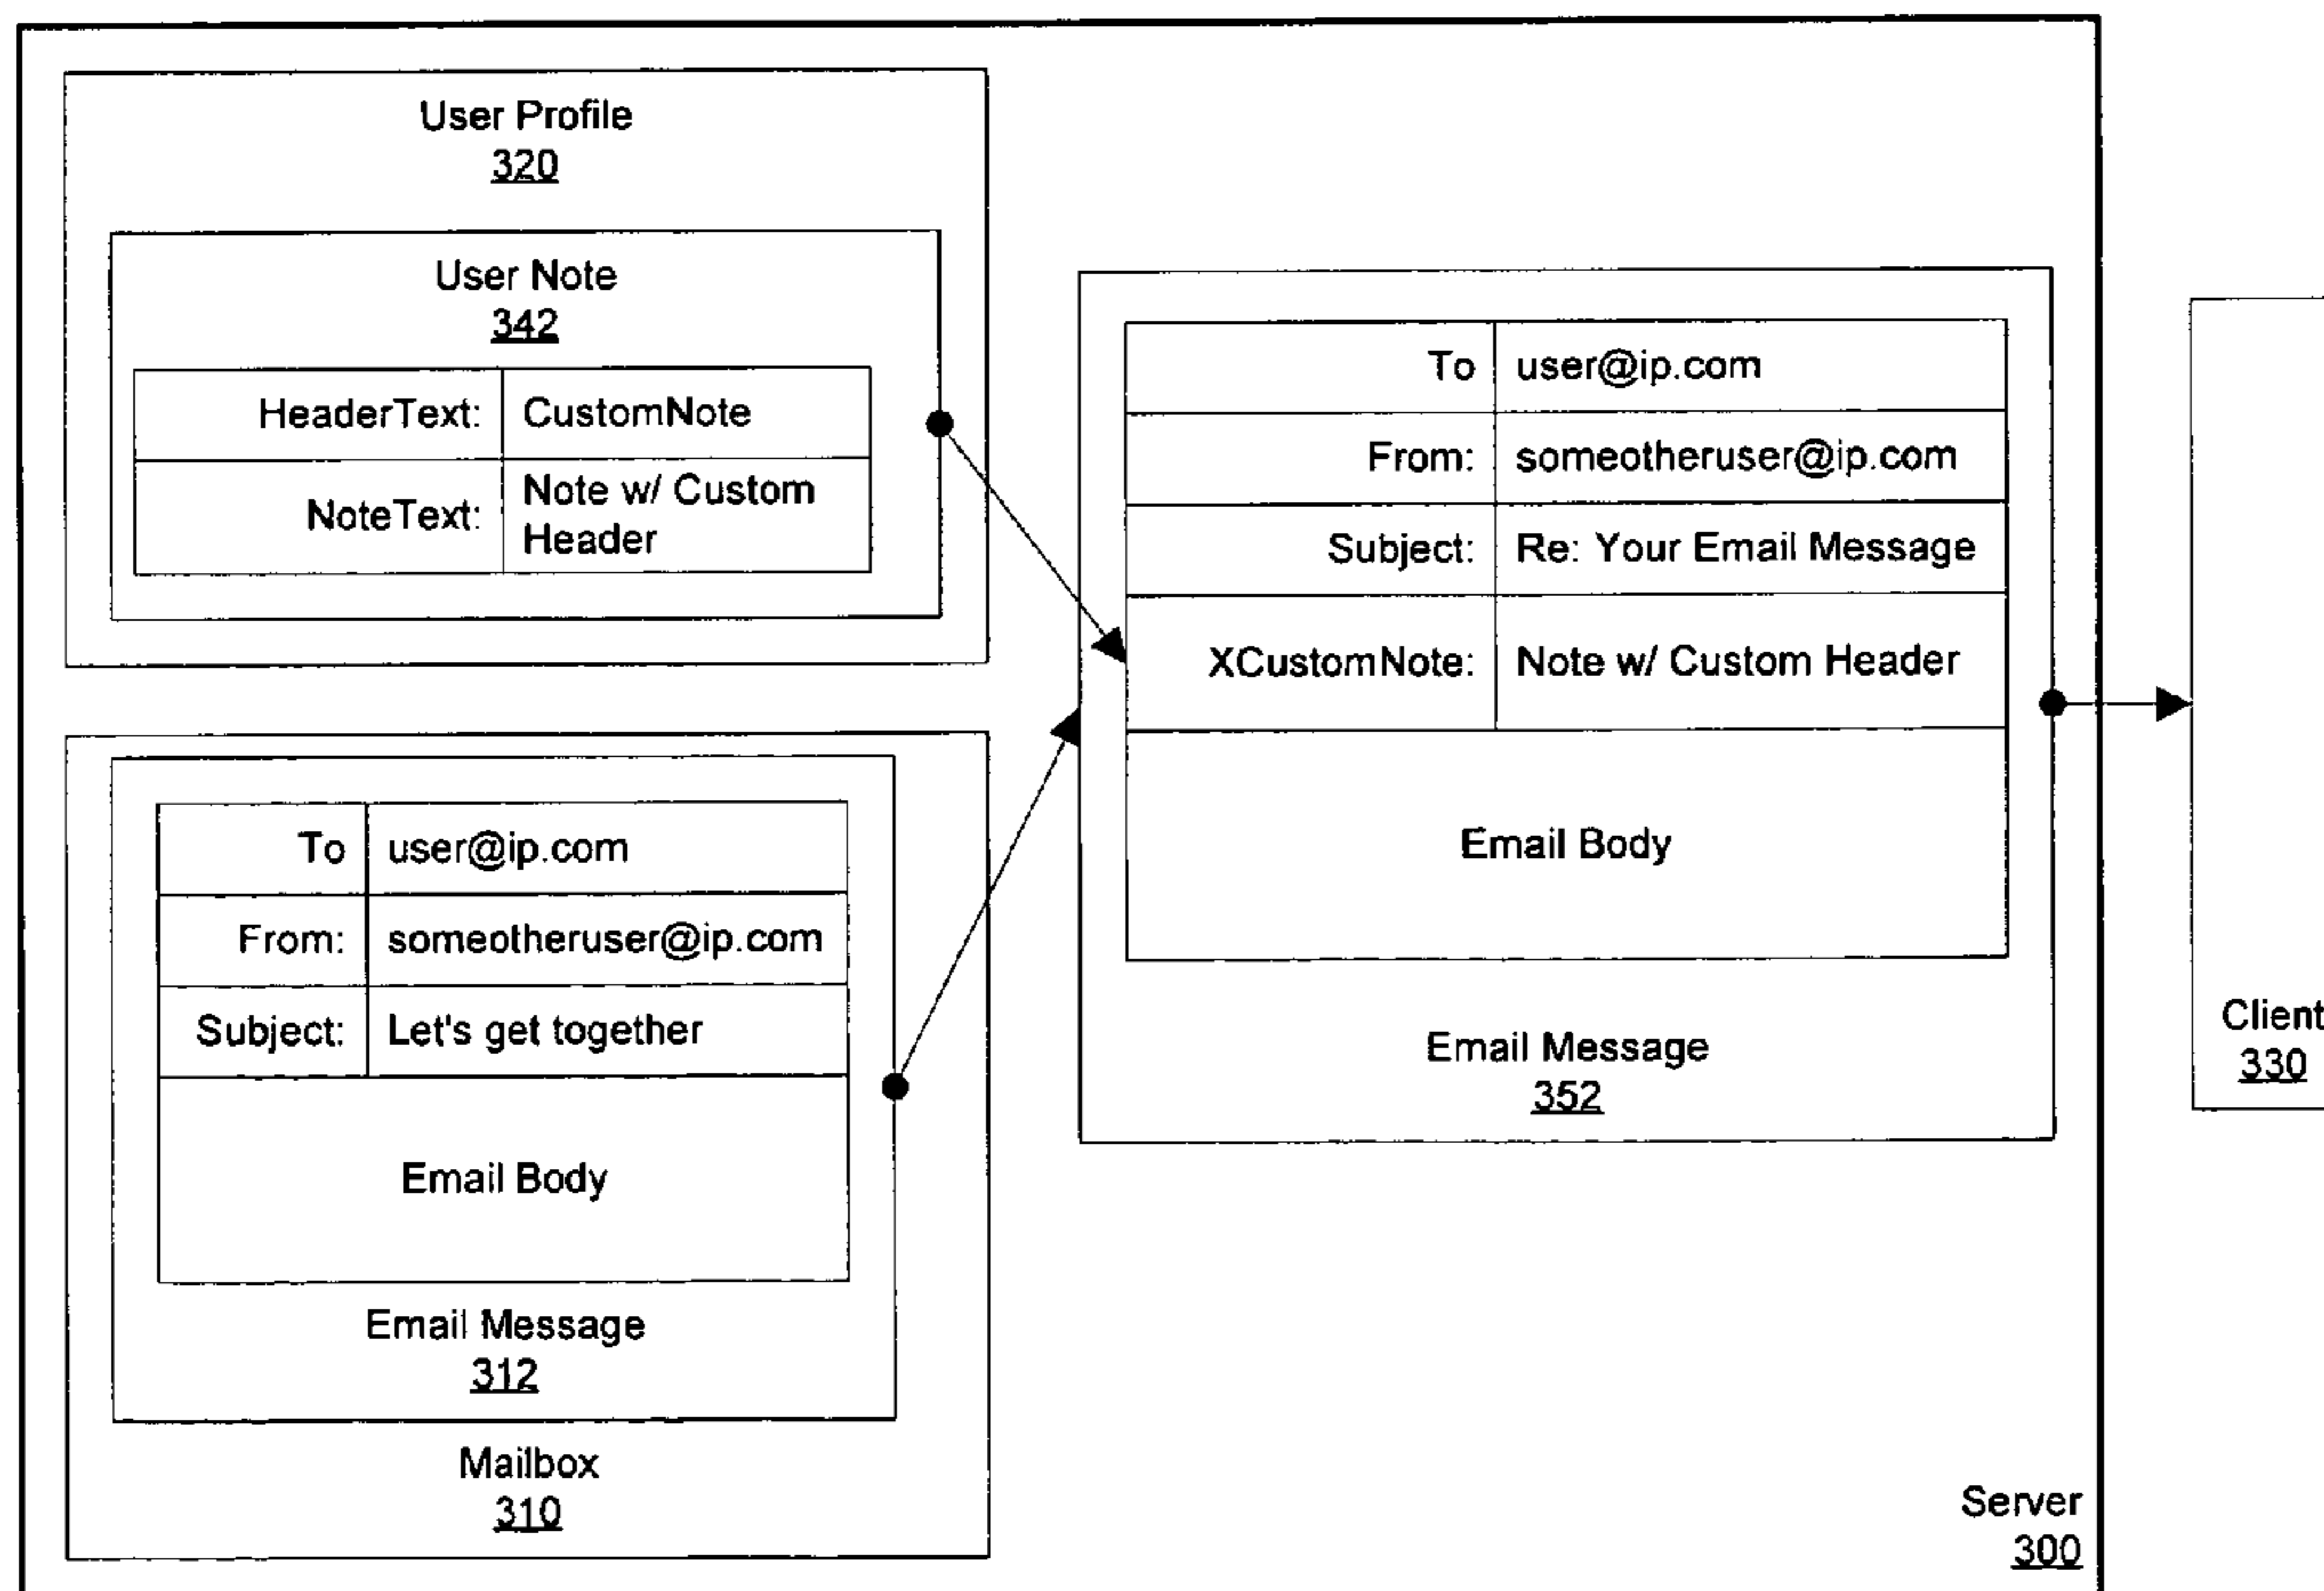 User Profile
320
User Note
342
HeaderText: CustomNote
NoteText: Note w/ Custom
Header
To user@ip.com
From: someotheruser@ip.com
Subject: Let's get together
Email Body
Email Message
312
Mailbox
310
To user@ip.com
From: someotheruser@ip.com
Subject: Re: Your Email Message
XCustomNote: Note w/ Custom Header
Email Body
Email Message
352
Client
330
Server
300